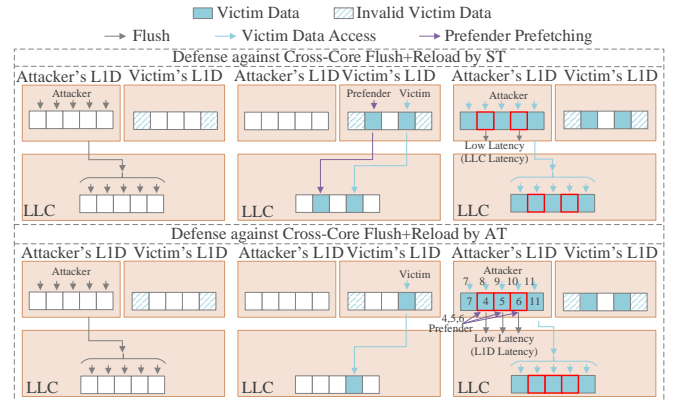 Victim Data Invalid Victim Data
Flush Victim Data Access Prefender Prefetching
Defense against Cross-Core Flush+Reload by ST
Attacker's L1D Victim's L1D Attacker's L1D Victim's L1D Attacker's L1D Victim's L1D
Attacker Prefender Victim Attacker
Low Latency
(LLC Latency)
LLC LLC LLC
Defense against Cross-Core Flush+Reload by AT
Attacker's L1D Victim's L1D Attacker's L1D Victim's L1D Attacker's L1D Victim's L1D
Attacker Victim Attacker
7 8 9 10 11
7 4 5 6 11
4,5,6
Prefender
Low Latency
(L1D Latency)
LLC LLC LLC